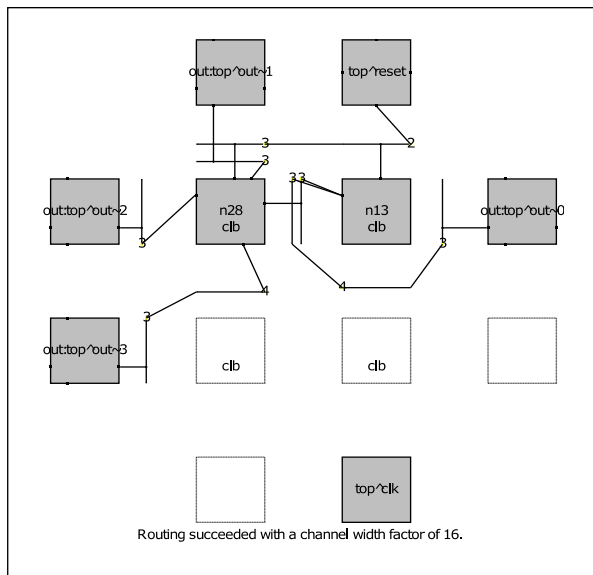 out:top^out~1
top^reset
3
2
3
3
3
out:top^out~2
n28
clb
n13
clb
out:top^out~0
3
3
4
4
3
out:top^out~3
clb
clb
top^clk
Routing succeeded with a channel width factor of 16.